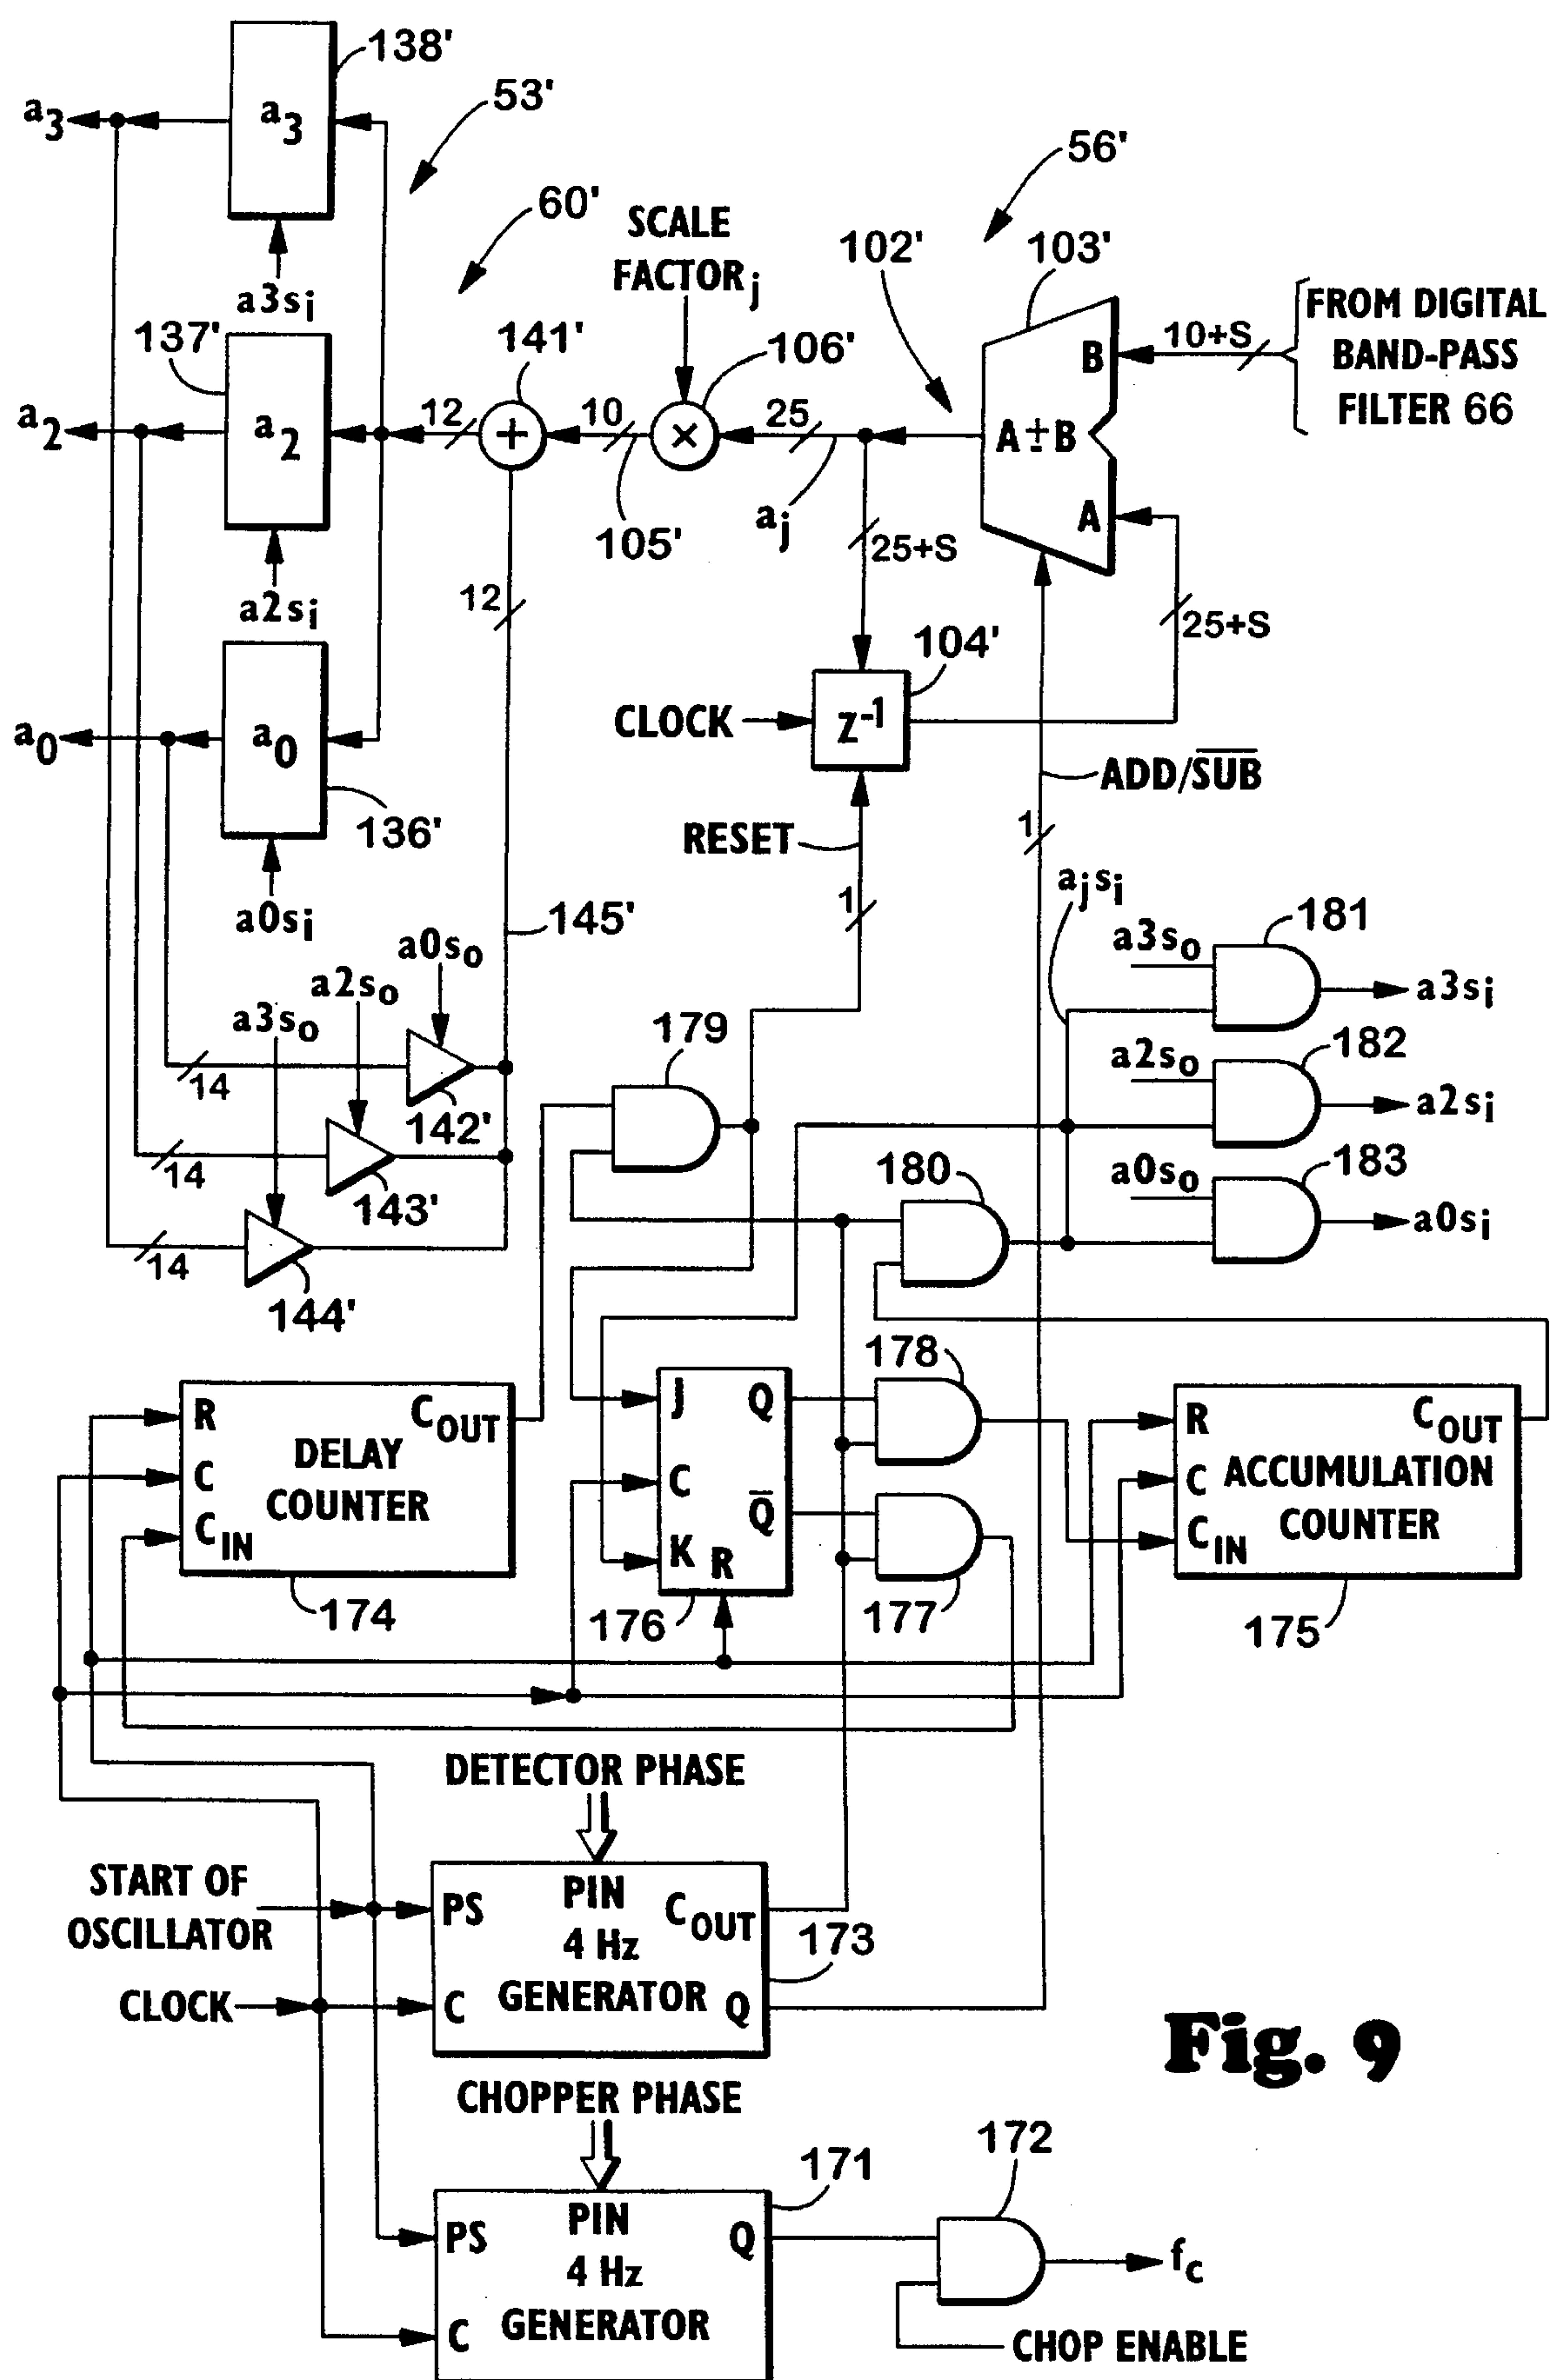 138'
a3
a3
53'
56'
60'
SCALE
FACTORj
102'
103'
a3si
137'
141'
106'
10+S
FROM DIGITAL
BAND-PASS
FILTER 66
B
a2
a2
12
+
10
×
25
A±B
A
105'
aj
25+S
a2si
12
25+S
104'
a0
a0
CLOCK
Z-1
ADD/S̅U̅B̅
136'
RESET
1
1
a0si
145'
ajsi
181
a0so
a3so
a3si
a2so
a3so
179
182
a2so
a2si
14
142'
180
183
a0so
a0si
14
143'
14
144'
178
R
COUT
DELAY
COUNTER
C
CIN
J
Q
C
Q̅
K
R
R
COUT
C
ACCUMULATION
COUNTER
CIN
174
176
177
175
DETECTOR PHASE
START OF
OSCILLATOR
PS
PIN
4 Hz
GENERATOR
COUT
173
CLOCK
C
Q
Fig. 9
CHOPPER PHASE
171
172
PS
PIN
4 Hz
GENERATOR
Q
fc
C
CHOP ENABLE